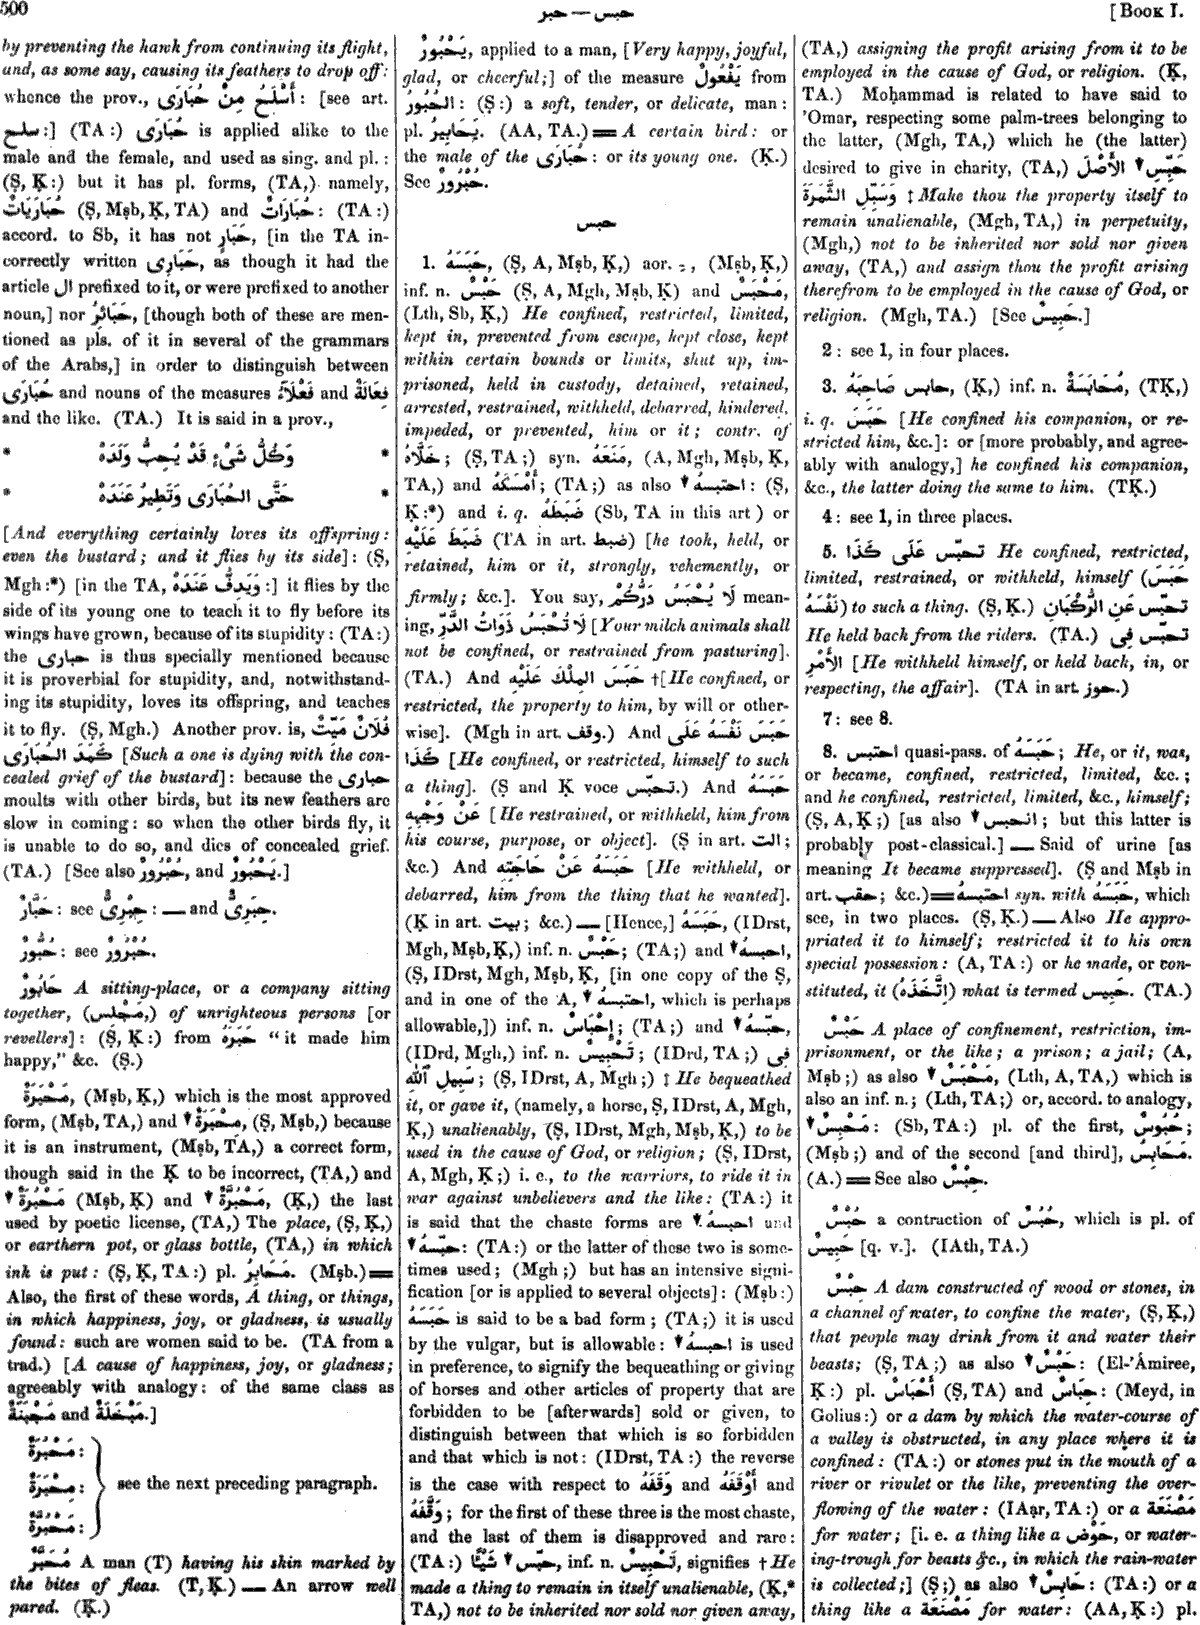 500
حبر — حبس
[Book I.
by preventing the hawk from continuing its flight,
and, as some say, causing its feathers to drop off:
whence the prov., أَسْلَحُ مِنْ حُبَارَى: [see art.
سلح:] (TA:) حُبَارَى is applied alike to the
male and the female, and used as sing. and pl.:
(Ṣ, Ḳ:) but it has pl. forms, (TA,) namely,
حُبَارَيَاتٌ (Ṣ, Mṣb, Ḳ, TA) and حُبَارَاتٌ: (TA:)
accord. to Sb, it has not حَبَارٍ, [in the TA in-
correctly written حَبَارِى, as though it had the
article ال prefixed to it, or were prefixed to another
noun,] nor حَبَائِرُ, [though both of these are men-
tioned as pls. of it in several of the grammars
of the Arabs,] in order to distinguish between
حُبَارَى and nouns of the measures فَعْلَآءُ and فِعَالَةٌ
and the like. (TA.) It is said in a prov.,
* وَكُلُّ شَىْءٍ قَدْ يُحِبُّ وَلَدَهْ *
* حَتَّى الحُبَارَى وَتَطِيرُ عَنَدَهْ *
[And everything certainly loves its offspring:
even the bustard; and it flies by its side]: (Ṣ,
Mgh:*) [in the TA, وَيَدِفُّ عَنَدَهْ:] it flies by the
side of its young one to teach it to fly before its
wings have grown, because of its stupidity: (TA:)
the حبارى is thus specially mentioned because
it is proverbial for stupidity, and, notwithstand-
ing its stupidity, loves its offspring, and teaches
it to fly. (Ṣ, Mgh.) Another prov. is, فُلَانٌ مَيِّتٌ
كَمَدَ الحُبَارَى [Such a one is dying with the con-
cealed grief of the bustard]: because the حبارى
moults with other birds, but its new feathers are
slow in coming: so when the other birds fly, it
is unable to do so, and dies of concealed grief.
(TA.) [See also حُبْرُورٌ, and يَحْبُورٌ.]
حَبَّارٌ: see حِبْرِىٌّ: — and حِبَرِىٌّ.
حُبُّورٌ: see حُبْرُورٌ.
حَابُورٌ A sitting-place, or a company sitting
together, (مَجْلِس,) of unrighteous persons [or
revellers]: (Ṣ, Ḳ:) from حَبَرَهُ “it made him
happy,” &c. (Ṣ.)
مَحْبَرَةٌ, (Mṣb, Ḳ,) which is the most approved
form, (Mṣb, TA,) and مِحْبَرَةٌ▼, (Ṣ, Mṣb,) because
it is an instrument, (Mṣb, TA,) a correct form,
though said in the Ḳ to be incorrect, (TA,) and
مَحْبُرَةٌ▼ (Mṣb, Ḳ) and مَحْبُرَّةٌ▼, (Ḳ,) the last
used by poetic license, (TA,) The place, (Ṣ, Ḳ,)
or earthern pot, or glass bottle, (TA,) in which
ink is put: (Ṣ, Ḳ, TA:) pl. مَحَابِرُ. (Mṣb.) ==
Also, the first of these words, A thing, or things,
in which happiness, joy, or gladness, is usually
found: such are women said to be. (TA from a
trad.) [A cause of happiness, joy, or gladness;
agreeably with analogy: of the same class as
مَبْخَلَةٌ and مَجْبَنَةٌ.]
مَحْبُرَةٌ:
مِحْبَرَةٌ:
مَحْبُرَّةٌ:
see the next preceding paragraph.
مُحَبَّرٌ A man (T) having his skin marked by
the bites of fleas. (T, Ḳ.) — An arrow well
pared. (Ḳ.)
يَحْبُورٌ, applied to a man, [Very happy, joyful,
glad, or cheerful;] of the measure يَفْعُولٌ from
الحُبُورُ: (Ṣ:) a soft, tender, or delicate, man:
pl. يَحَابِيرُ. (AA, TA.) == A certain bird: or
the male of the حُبَارَى: or its young one. (Ḳ.)
See حُبْرُورٌ.
حبس
1. حَبَسَهُ, (Ṣ, A, Mṣb, Ḳ,) aor. ـِ, (Mṣb, Ḳ,)
inf. n. حَبْسٌ (Ṣ, A, Mgh, Mṣb, Ḳ) and مَحْبَسٌ,
(Lth, Sb, Ḳ,) He confined, restricted, limited,
kept in, prevented from escape, kept close, kept
within certain bounds or limits, shut up, im-
prisoned, held in custody, detained, retained,
arrested, restrained, withheld, debarred, hindered,
impeded, or prevented, him or it; contr. of
خَلَّاهُ; (Ṣ, TA;) syn. مَنَعَهُ, (A, Mgh, Mṣb, Ḳ,
TA,) and أَمْسَكَهُ; (TA;) as also احتبسهُ▼: (Ṣ,
Ḳ:*) and i. q. ضَبَطَهُ (Sb, TA in this art) or
ضَبَطَ عَلَيْهِ (TA in art. ضبط) [he took, held, or
retained, him or it, strongly, vehemently, or
firmly; &c.]. You say, لَا يُحْبَسُ دَرُّكُمْ mean-
ing, لَا تُحْبَسُ ذَوَاتُ الدَّرِّ [Your milch animals shall
not be confined, or restrained from pasturing].
(TA.) And حَبَسَ المِلْكَ عَلَيْهِ †[He confined, or
restricted, the property to him, by will or other-
wise]. (Mgh in art. وقف.) And حَبَسَ نَفْسَهُ عَلَى
كَذَا [He confined, or restricted, himself to such
a thing]. (Ṣ and Ḳ voce تحبّس.) And حَبَسَهُ
عَنْ وَجْهِهِ [He restrained, or withheld, him from
his course, purpose, or object]. (Ṣ in art. الت;
&c.) And حَبَسَهُ عَنْ حَاجَتِهِ [He withheld, or
debarred, him from the thing that he wanted].
(Ḳ in art. بيت; &c.) — [Hence,] حَبَسَهُ, (IDrst,
Mgh, Mṣb, Ḳ,) inf. n. حَبْسٌ; (TA;) and احبسهُ▼,
(Ṣ, IDrst, Mgh, Mṣb, Ḳ, [in one copy of the Ṣ,
and in one of the A, احتبسهُ▼, which is perhaps
allowable,]) inf. n. إِحْبَاسٌ; (TA;) and حبّسهُ▼,
(IDrd, Mgh,) inf. n. تَحْبِيسٌ; (IDrd, TA;) فِى
سَبِيلِ ٱللّٰهِ; (Ṣ, IDrst, A, Mgh;) ‡ He bequeathed
it, or gave it, (namely, a horse, Ṣ, IDrst, A, Mgh,
Ḳ,) unalienably, (Ṣ, IDrst, Mgh, Mṣb, Ḳ,) to be
used in the cause of God, or religion; (Ṣ, IDrst,
A, Mgh, Ḳ;) i. e., to the warriors, to ride it in
war against unbelievers and the like: (TA:) it
is said that the chaste forms are احبسهُ▼ and
حبّسهُ▼: (TA:) or the latter of these two is some-
times used; (Mgh;) but has an intensive signi-
fication [or is applied to several objects]: (Mṣb:)
حَبَسَهُ is said to be a bad form; (TA;) it is used
by the vulgar, but is allowable: احبسهُ▼ is used
in preference, to signify the bequeathing or giving
of horses and other articles of property that are
forbidden to be [afterwards] sold or given, to
distinguish between that which is so forbidden
and that which is not: (IDrst, TA:) the reverse
is the case with respect to وَقَفَهُ and أَوْقَفَهُ and
وَقَّفَهُ; for the first of these three is the most chaste,
and the last of them is disapproved and rare:
(TA:) حبّس▼ شَيْئًا, inf. n. تَحْبِيسٌ, signifies † He
made a thing to remain in itself unalienable, (Ḳ,*
TA,) not to be inherited nor sold nor given away,
(TA,) assigning the profit arising from it to be
employed in the cause of God, or religion. (Ḳ,
TA.) Moḥammad is related to have said to
’Omar, respecting some palm-trees belonging to
the latter, (Mgh, TA,) which he (the latter)
desired to give in charity, (TA,) حَبِّسِ▼ الأَصْلَ
وَسَبِّلِ الثَّمَرَةَ ‡ Make thou the property itself to
remain unalienable, (Mgh, TA,) in perpetuity,
(Mgh,) not to be inherited nor sold nor given
away, (TA,) and assign thou the profit arising
therefrom to be employed in the cause of God, or
religion. (Mgh, TA.) [See حَبِيسٌ.]
2: see 1, in four places.
3. حابس صَاحِبَهُ, (Ḳ,) inf. n. مُحَابَسَةٌ, (TḲ,)
i. q. حَبَسَ [He confined his companion, or re-
stricted him, &c.]: or [more probably, and agree-
ably with analogy,] he confined his companion,
&c., the latter doing the same to him. (TḲ.)
4: see 1, in three places.
5. تحبّس عَلَى كَذَا He confined, restricted,
limited, restrained, or withheld, himself (حَبَسَ
نَفْسَهُ) to such a thing. (Ṣ, Ḳ.) تحبّس عَنِ الرُّكْبَانِ
He held back from the riders. (TA.) تحبّس فِى
الأَمْرِ [He withheld himself, or held back, in, or
respecting, the affair]. (TA in art. حوز.)
7: see 8.
8. احتبس quasi-pass. of حَبَسَهُ; He, or it, was,
or became, confined, restricted, limited, &c.;
and he confined, restricted, limited, &c., himself;
(Ṣ, A, Ḳ;) [as also انحبس▼; but this latter is
probably post-classical.] — Said of urine [as
meaning It became suppressed]. (Ṣ and Mṣb in
art. حقب; &c.) == احتبسهُ syn. with حَبَسَهُ, which
see, in two places. (Ṣ, Ḳ.) — Also He appro-
priated it to himself; restricted it to his own
special possession: (A, TA:) or he made, or con-
stituted, it (اِتَّخَذَهُ) what is termed حبيس. (TA.)
حَبْسٌ A place of confinement, restriction, im-
prisonment, or the like; a prison; a jail; (A,
Mṣb;) as also مَحْبَسٌ▼, (Lth, A, TA,) which is
also an inf. n.; (Lth, TA;) or, accord. to analogy,
مَحْبِسٌ▼: (Sb, TA:) pl. of the first, حُبُوسٌ;
(Mṣb;) and of the second [and third], مَحَابِسُ.
(A.) == See also حِبْسٌ.
حُبْسٌ a contraction of حُبُسٌ, which is pl. of
حَبِيسٌ [q. v.]. (IAth, TA.)
حِبْسٌ A dam constructed of wood or stones, in
a channel of water, to confine the water, (Ṣ, Ḳ,)
that people may drink from it and water their
beasts; (Ṣ, TA;) as also حَبْسٌ▼: (El-’Ámiree,
Ḳ:) pl. أَحْبَاسٌ (Ṣ, TA) and حِبَاسٌ: (Meyd, in
Golius:) or a dam by which the water-course of
a valley is obstructed, in any place where it is
confined: (TA:) or stones put in the mouth of a
river or rivulet or the like, preventing the over-
flowing of the water: (IAạr, TA:) or a مَصْنَعَة
for water; [i. e. a thing like a حَوْض, or water-
ing-trough for beasts &c., in which the rain-water
is collected;] (Ṣ;) as also حَابِسٌ▼: (TA:) or a
thing like a مَصْنَعَة for water: (AA, Ḳ:) pl.